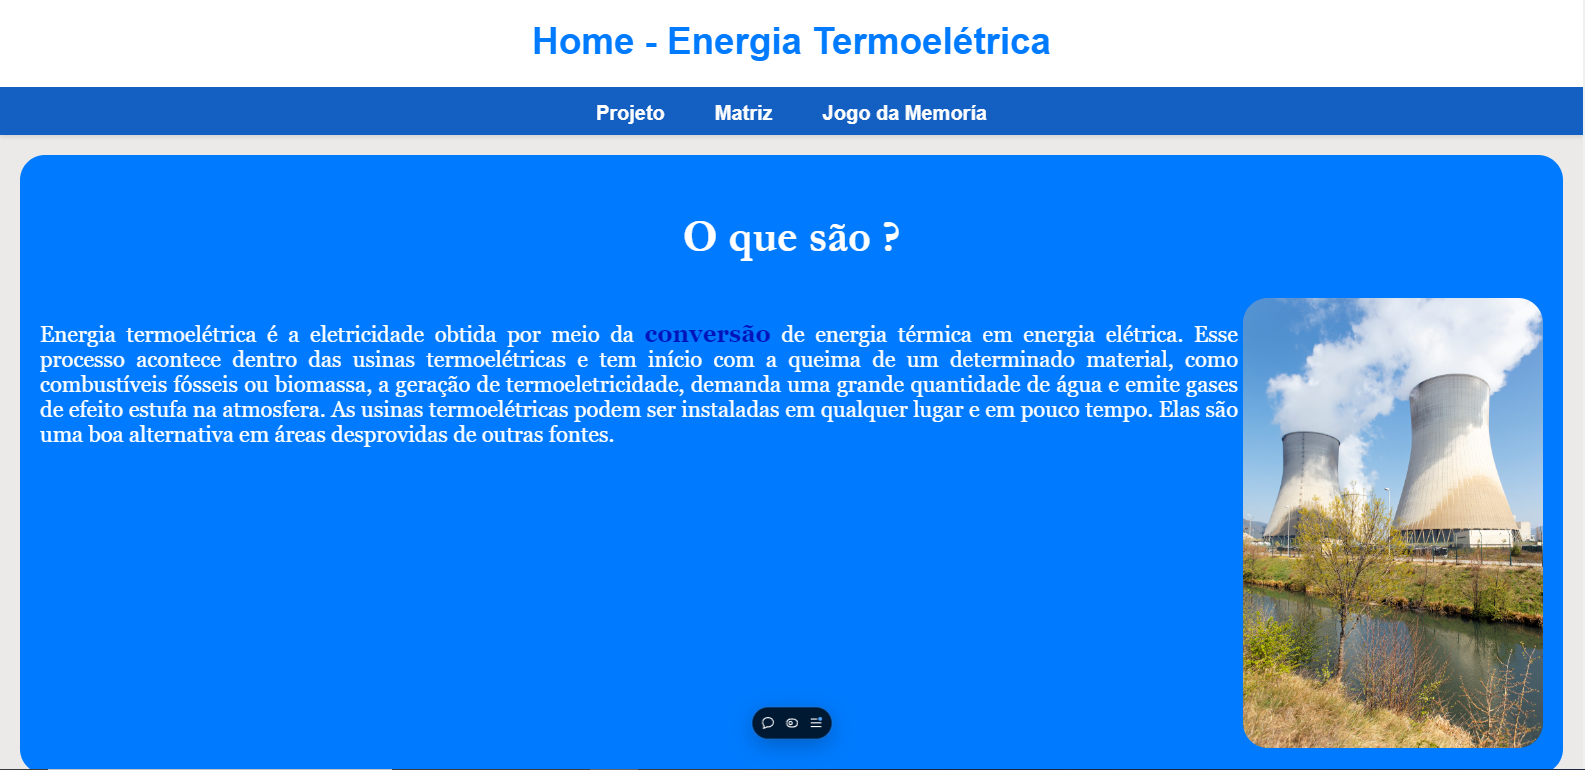 Home - Energia Termoelétrica
Projeto
Matriz
Jogo da Memoría
O que são ?
Energia termoelétrica é a eletricidade obtida por meio da conversão de energia térmica em energia elétrica. Esse
processo acontece dentro das usinas termoelétricas e tem início com a queima de um determinado material, como
combustíveis fósseis ou biomassa, a geração de termoeletricidade, demanda uma grande quantidade de água e emite gases
de efeito estufa na atmosfera. As usinas termoelétricas podem ser instaladas em qualquer lugar e em pouco tempo. Elas são
uma boa alternativa em áreas desprovidas de outras fontes.